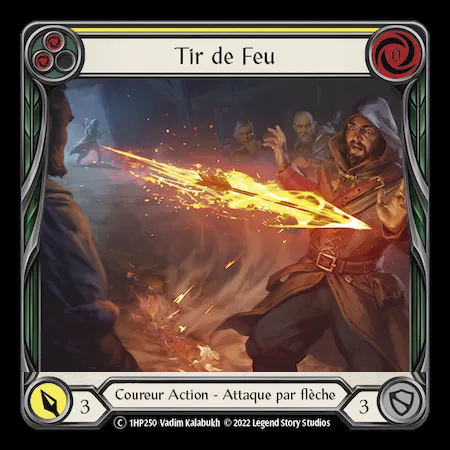 Tir de Feu
0
3
Coureur Action - Attaque par flèche
3
C 1HP250 Vadim Kalabukh © 2022 Legend Story Studios